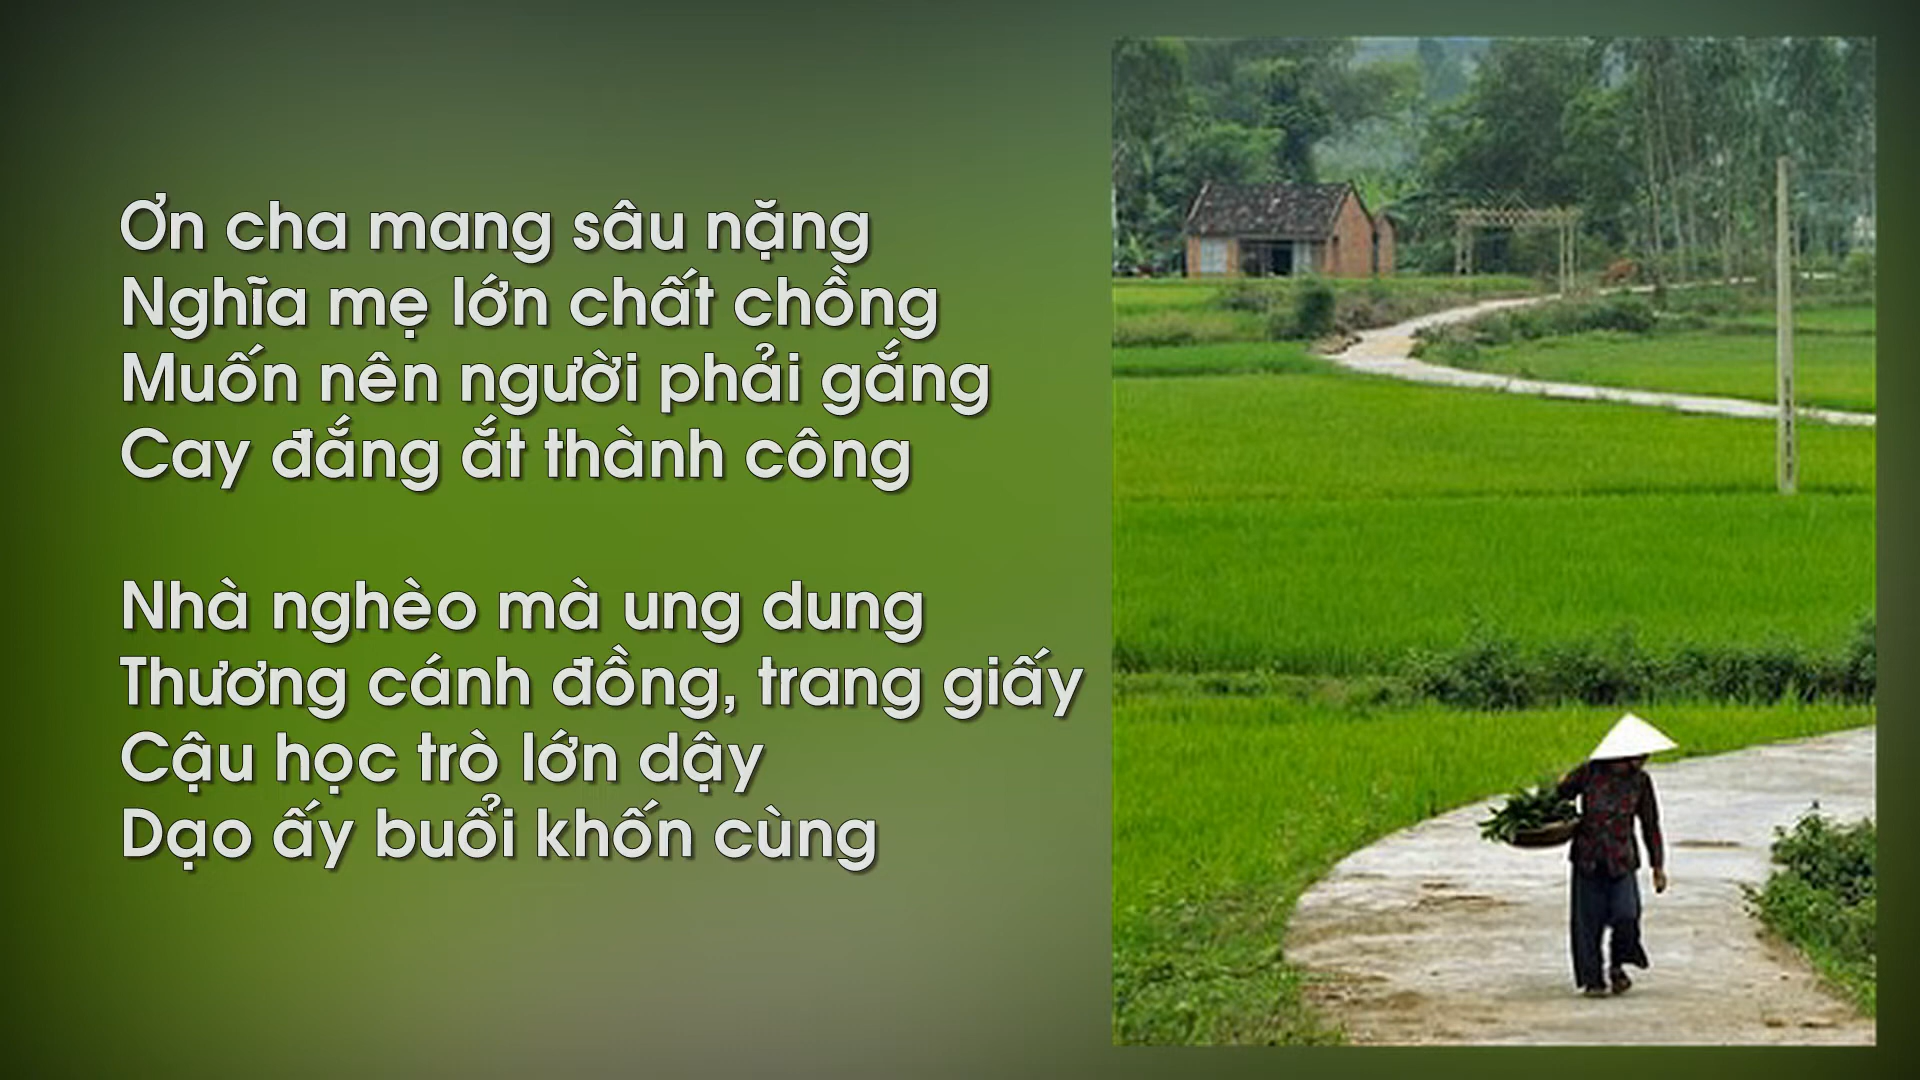 Ơn cha mang sâu nặng
Nghĩa mẹ lớn chất chồng
Muốn nên người phải gắng
Cay đắng ắt thành công
Nhà nghèo mà ung dung
Thương cánh đồng, trang giấy
Cậu học trò lớn dậy
Dạo ấy buổi khốn cùng